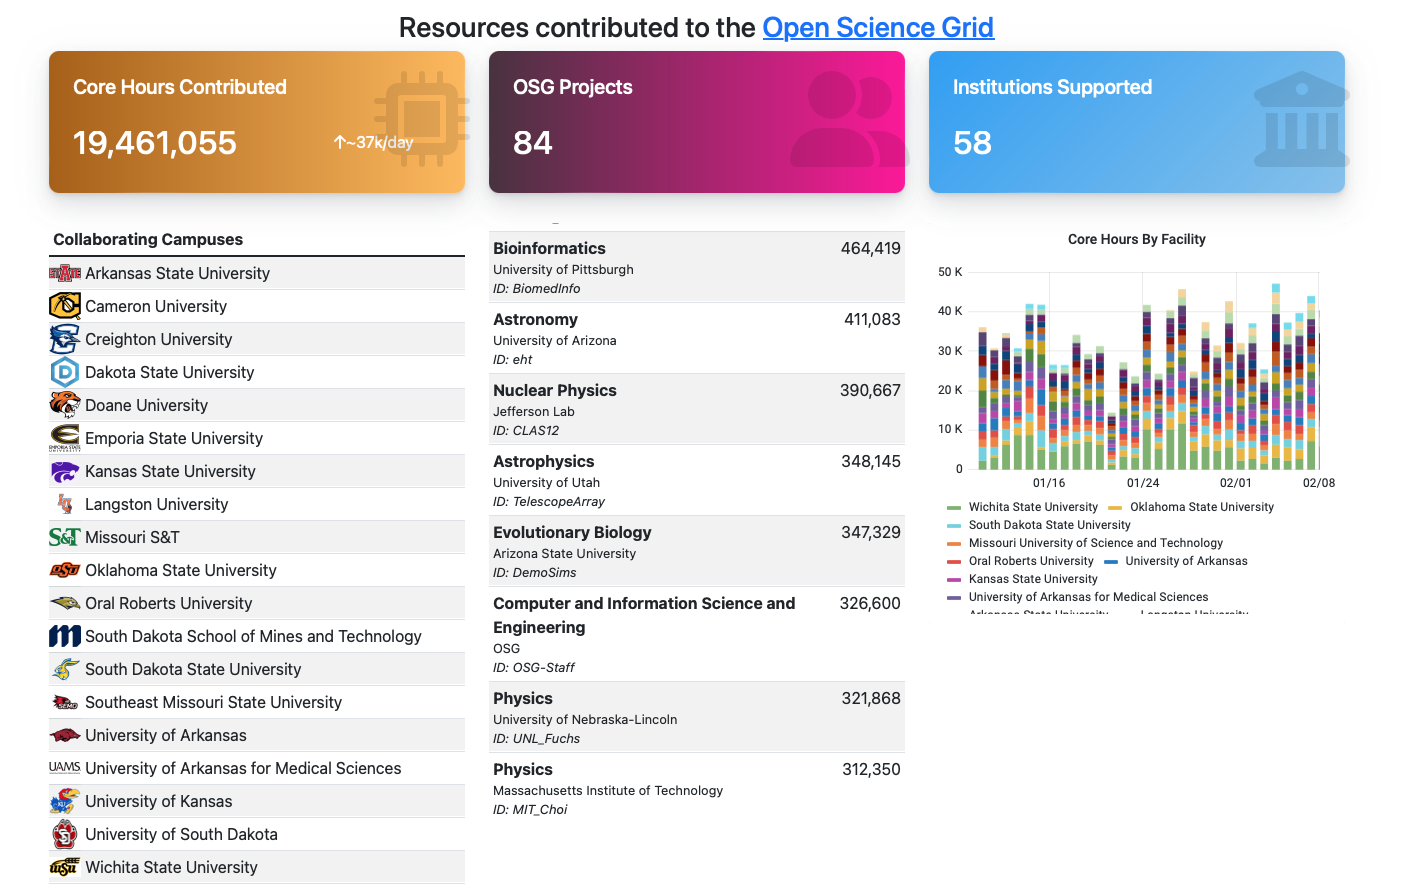 Resources contributed to the Open Science Grid
Core Hours Contributed
19,461,055
↑~37k/day
OSG Projects
84
Institutions Supported
58
Collaborating Campuses
Arkansas State University
Cameron University
Creighton University
Dakota State University
Doane University
Emporia State University
Kansas State University
Langston University
S&T Missouri S&T
Oklahoma State University
Oral Roberts University
South Dakota School of Mines and Technology
South Dakota State University
Southeast Missouri State University
University of Arkansas
UAMS University of Arkansas for Medical Sciences
University of Kansas
University of South Dakota
Wichita State University
Bioinformatics 464,419
University of Pittsburgh
ID: BiomedInfo
Astronomy 411,083
University of Arizona
ID: eht
Nuclear Physics 390,667
Jefferson Lab
ID: CLAS12
Astrophysics 348,145
University of Utah
ID: TelescopeArray
Evolutionary Biology 347,329
Arizona State University
ID: DemoSims
Computer and Information Science and 326,600
Engineering
OSG
ID: OSG-Staff
Physics 321,868
University of Nebraska-Lincoln
ID: UNL_Fuchs
Physics 312,350
Massachusetts Institute of Technology
ID: MIT_Choi
Core Hours By Facility
50 K
40 K
30 K
20 K
10 K
0
01/16 01/24 02/01 02/08
Wichita State University Oklahoma State University
South Dakota State University
Missouri University of Science and Technology
Oral Roberts University University of Arkansas
Kansas State University
University of Arkansas for Medical Sciences
Arkansas State University Langston University